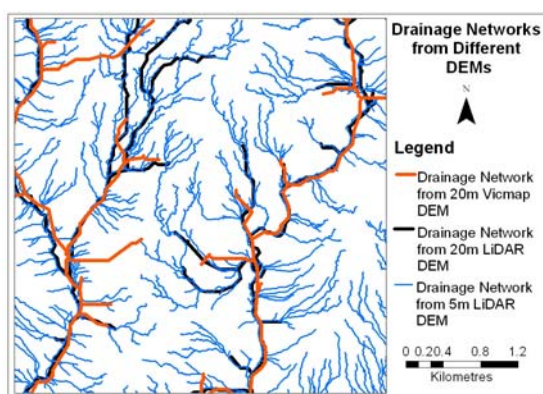 Drainage Networks
from Different
DEMs
N
Legend
Drainage Network
from 20m Vicmap
DEM
Drainage Network
from 20m LiDAR
DEM
Drainage Network
from 5m LiDAR
DEM
0 0.20.4 0.8 1.2
Kilometres